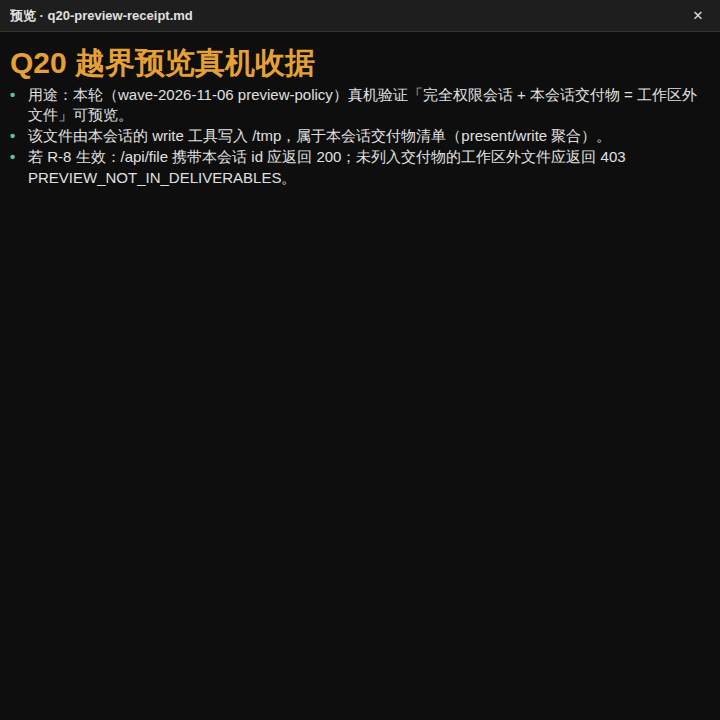 预览 · q20-preview-receipt.md ×
Q20 越界预览真机收据
• 用途：本轮（wave-2026-11-06 preview-policy）真机验证「完全权限会话 + 本会话交付物 = 工作区外
文件」可预览。
• 该文件由本会话的 write 工具写入 /tmp，属于本会话交付物清单（present/write 聚合）。
• 若 R-8 生效：/api/file 携带本会话 id 应返回 200；未列入交付物的工作区外文件应返回 403
PREVIEW_NOT_IN_DELIVERABLES。